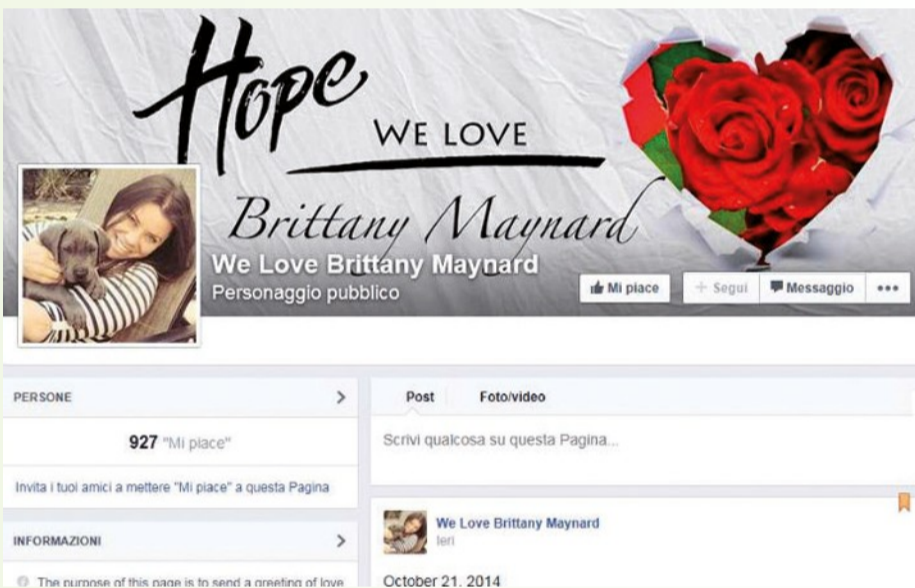 Hope
WE LOVE
Brittany Maynard
We Love Brittany Maynard
Personaggio pubblico
Mi piace
+ Segui
Messaggio
PERSONE
927 "Mi piace"
Invita i tuoi amici a mettere "Mi piace" a questa Pagina
INFORMAZIONI
The purpose of this page is to send a greeting of love
Post Foto/video
Scrivi qualcosa su questa Pagina...
We Love Brittany Maynard
Ieri
October 21, 2014